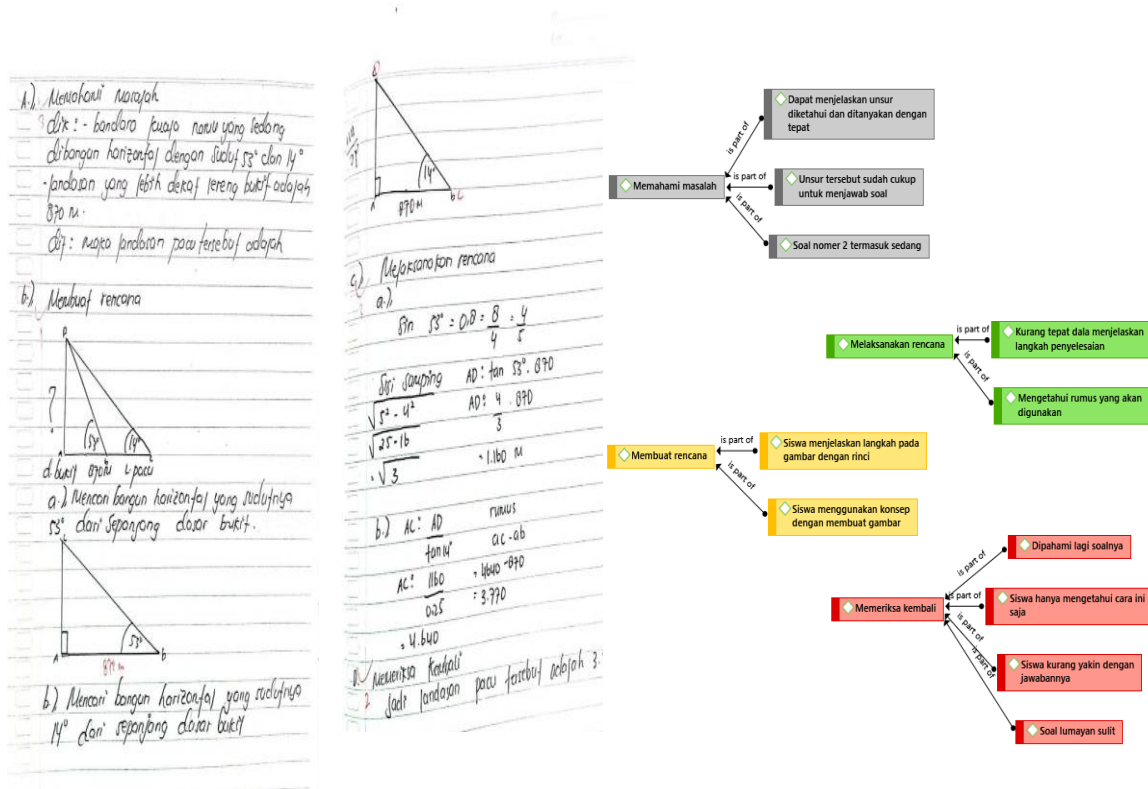 A.). Memahami masalah
dik : - bandara kuala namu yang sedang
dibangun horizontal dengan sudut 53° dan 14°
- landasan yang lebih dekat lereng bukit adalah
870 m.
dit : maka landasan pacu tersebut adalah
b.). Membuat rencana
?
53°
14°
d. bukit 870 M L. pacu
a.). Mencari bangun horizontal yang sudutnya
53° dari sepanjang dasar bukit.
53°
A
b
b.). Mencari bangun horizontal yang sudutnya
14° dari sepanjang dasar bukit
14°
A
870 M
c.). Melaksanakan rencana
a.).
Sin 53° = 0,8 = 8/4 = 4/5
Sisi samping AD : tan 53° . 870
√5² - 4² AD : 4/3 . 870
√25 - 16
= √3 = 1.160 M
b.) AC : AD/tan 14° rumus
ac - ab
AC : 1160/0.25 = 4640 - 870
= 4.640 = 3.770
D. Memeriksa Kembali
2 Jadi landasan pacu tersebut adalah 3.
Memahami masalah
is part of
Dapat menjelaskan unsur
diketahui dan ditanyakan dengan
tepat
is part of
Unsur tersebut sudah cukup
untuk menjawab soal
is part of
Soal nomer 2 termasuk sedang
Melaksanakan rencana
is part of
Kurang tepat dala menjelaskan
langkah penyelesaian
is part of
Mengetahui rumus yang akan
digunakan
Membuat rencana
is part of
Siswa menjelaskan langkah pada
gambar dengan rinci
is part of
Siswa menggunakan konsep
dengan membuat gambar
Memeriksa kembali
is part of
Dipahami lagi soalnya
is part of
Siswa hanya mengetahui cara ini
saja
is part of
Siswa kurang yakin dengan
jawabannya
is part of
Soal lumayan sulit